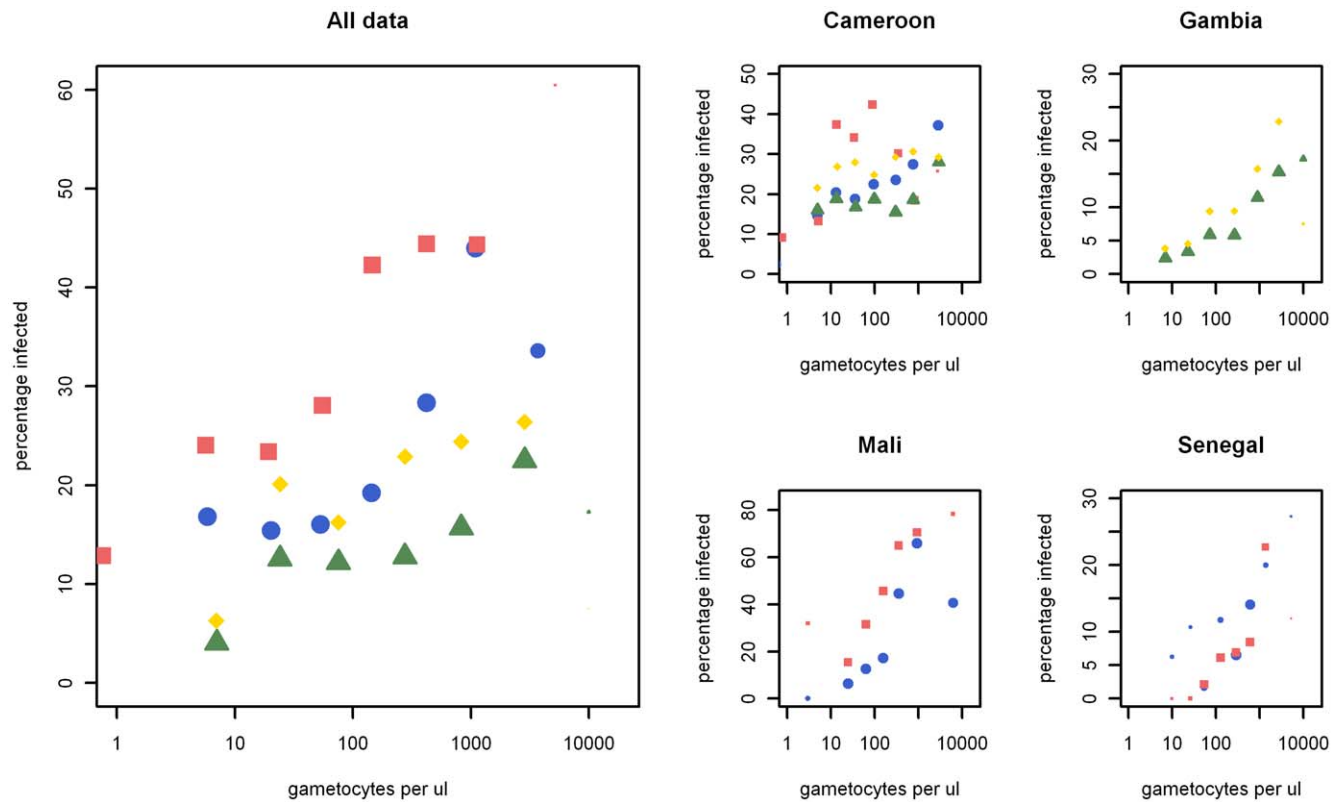 All data
percentage infected
60
50
40
30
20
10
0
1 10 100 1000 10000
gametocytes per ul
Cameroon
percentage infected
50
40
30
20
10
0
1 10 100 10000
gametocytes per ul
Gambia
percentage infected
30
20
10
5
0
1 10 100 10000
gametocytes per ul
Mali
percentage infected
80
60
40
20
0
1 10 100 10000
gametocytes per ul
Senegal
percentage infected
30
20
10
5
0
1 10 100 10000
gametocytes per ul